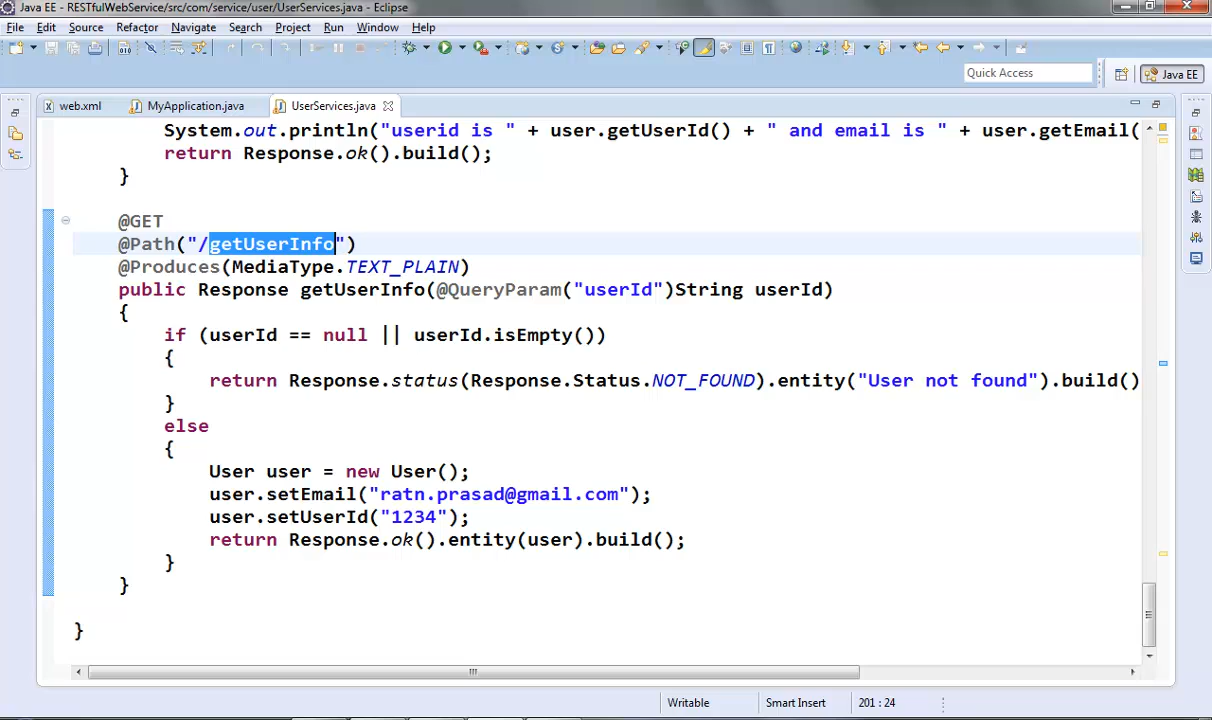 Java EE - RESTfulWebService/src/com/service/user/UserServices.java - Eclipse
File Edit Source Refactor Navigate Search Project Run Window Help
Quick Access
Java EE
web.xml
MyApplication.java
UserServices.java
System.out.println("userid is " + user.getUserId() + " and email is " + user.getEmail(
return Response.ok().build();
}
@GET
@Path("/getUserInfo")
@Produces(MediaType.TEXT_PLAIN)
public Response getUserInfo(@QueryParam("userId")String userId)
{
if (userId == null || userId.isEmpty())
{
return Response.status(Response.Status.NOT_FOUND).entity("User not found").build()
}
else
{
User user = new User();
user.setEmail("ratn.prasad@gmail.com");
user.setUserId("1234");
return Response.ok().entity(user).build();
}
}
}
Writable
Smart Insert
201 : 24